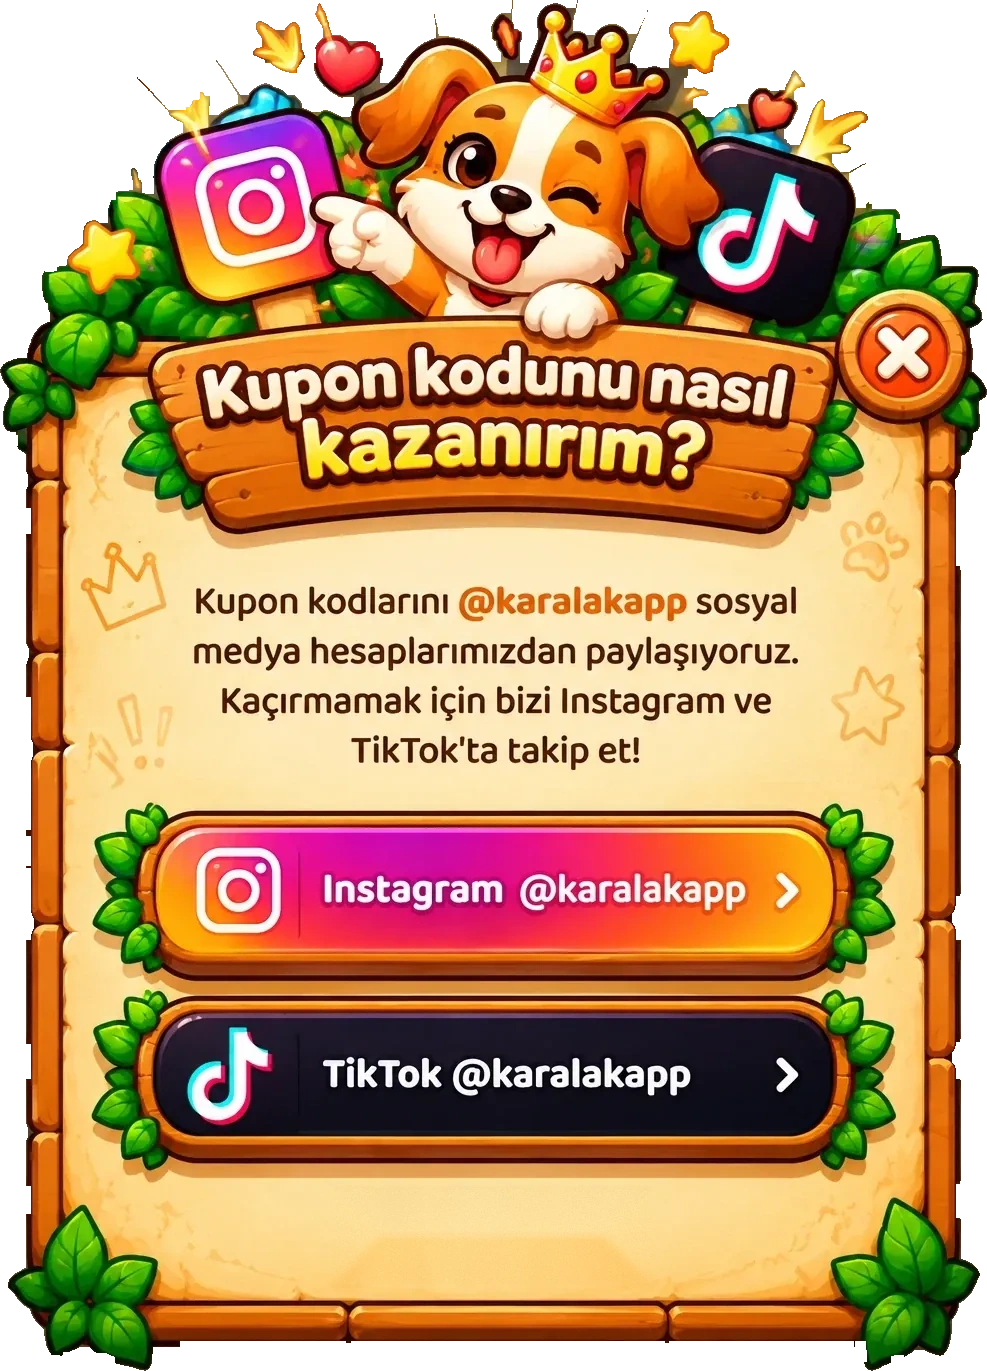 Kupon kodunu nasıl
kazanırım?
Kupon kodlarını @karalakapp sosyal
medya hesaplarımızdan paylaşıyoruz.
Kaçırmamak için bizi Instagram ve
TikTok'ta takip et!
Instagram @karalakapp
TikTok @karalakapp